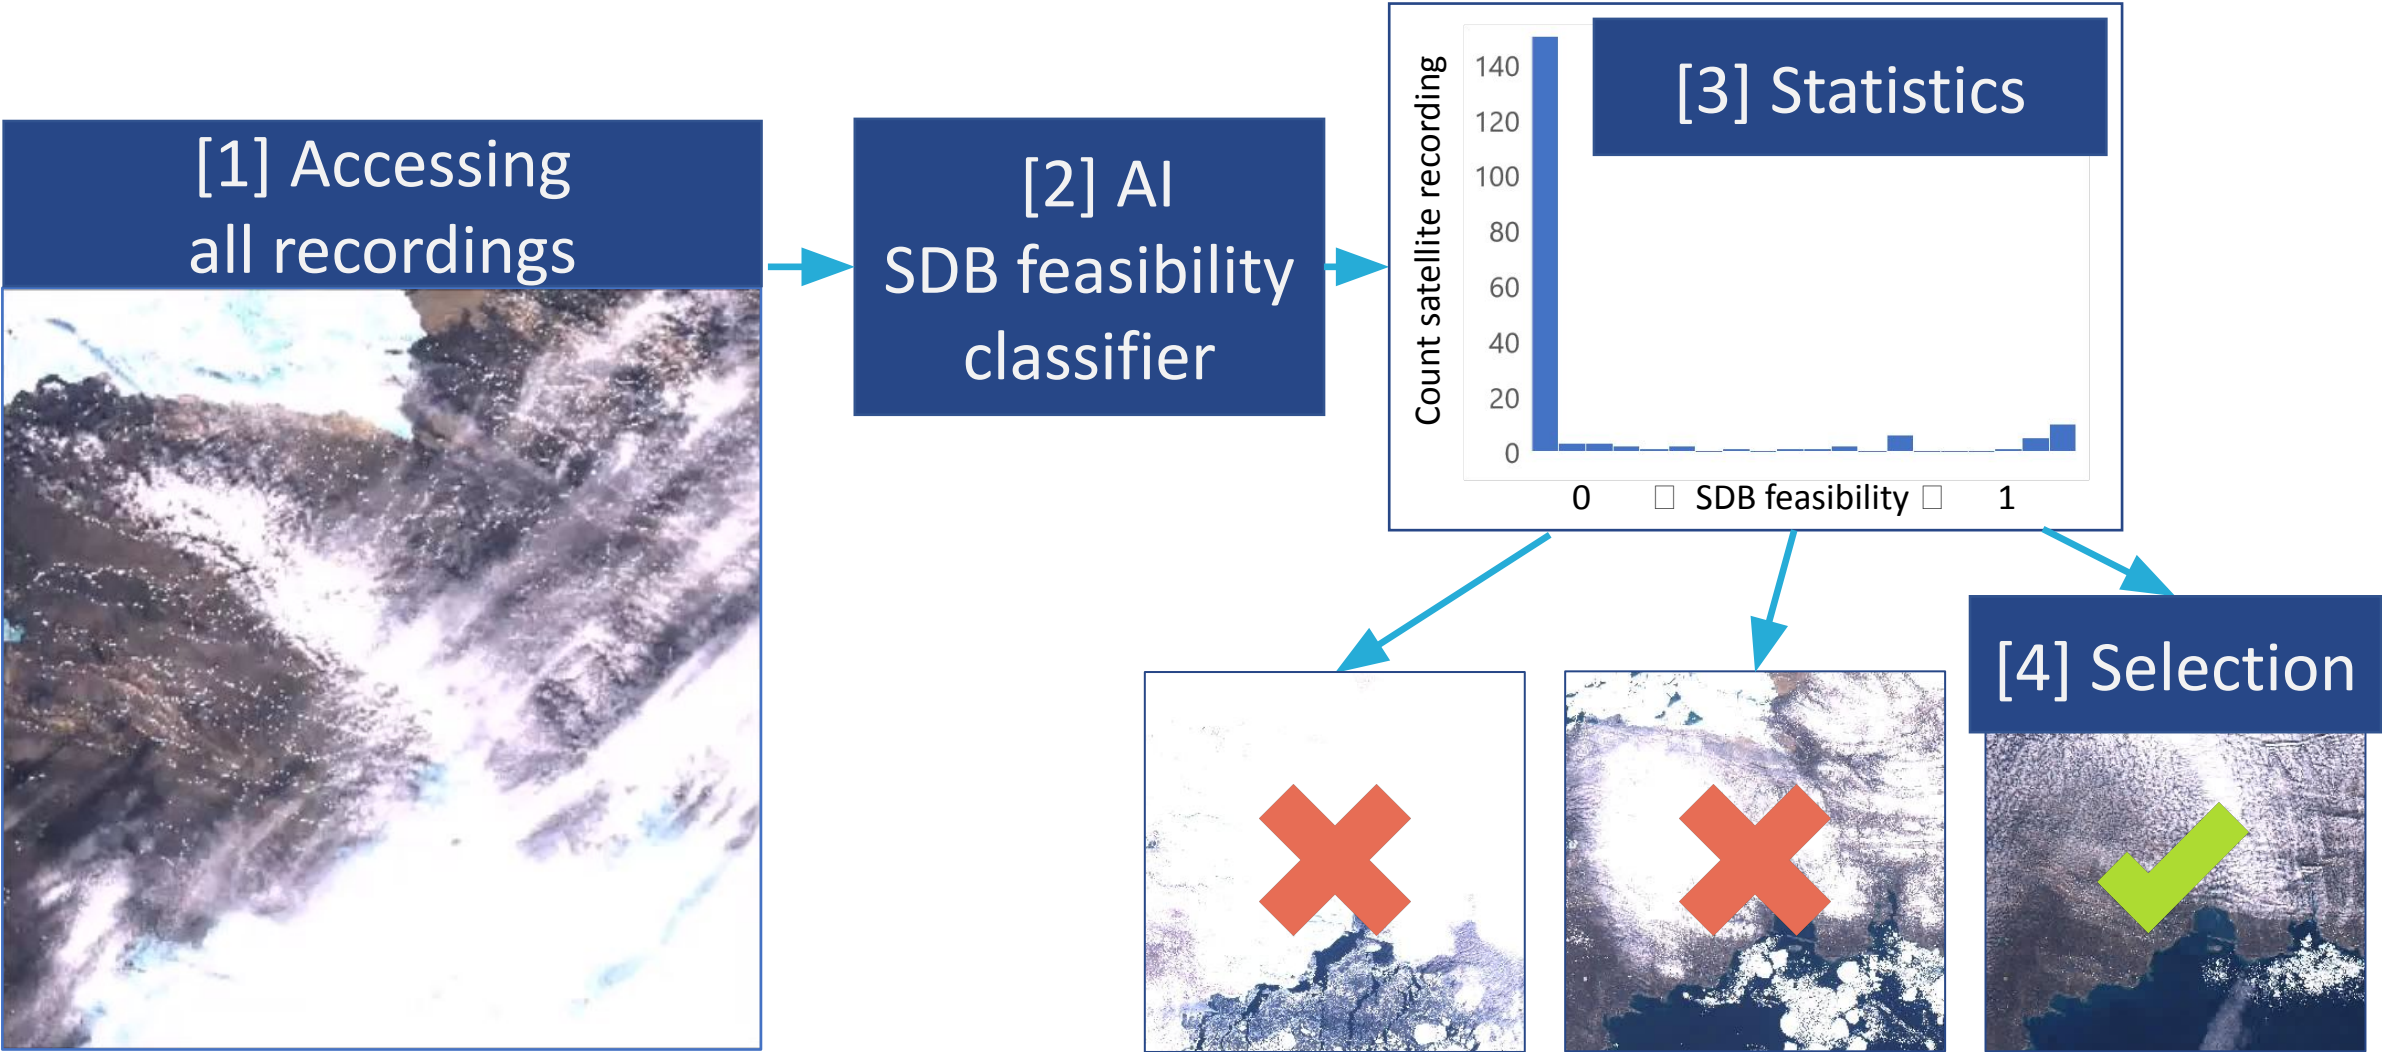 [1] Accessing
all recordings
[2] AI
SDB feasibility
classifier
[3] Statistics
Count satellite recording
140
120
100
80
60
40
20
0
0 □ SDB feasibility □ 1
[4] Selection